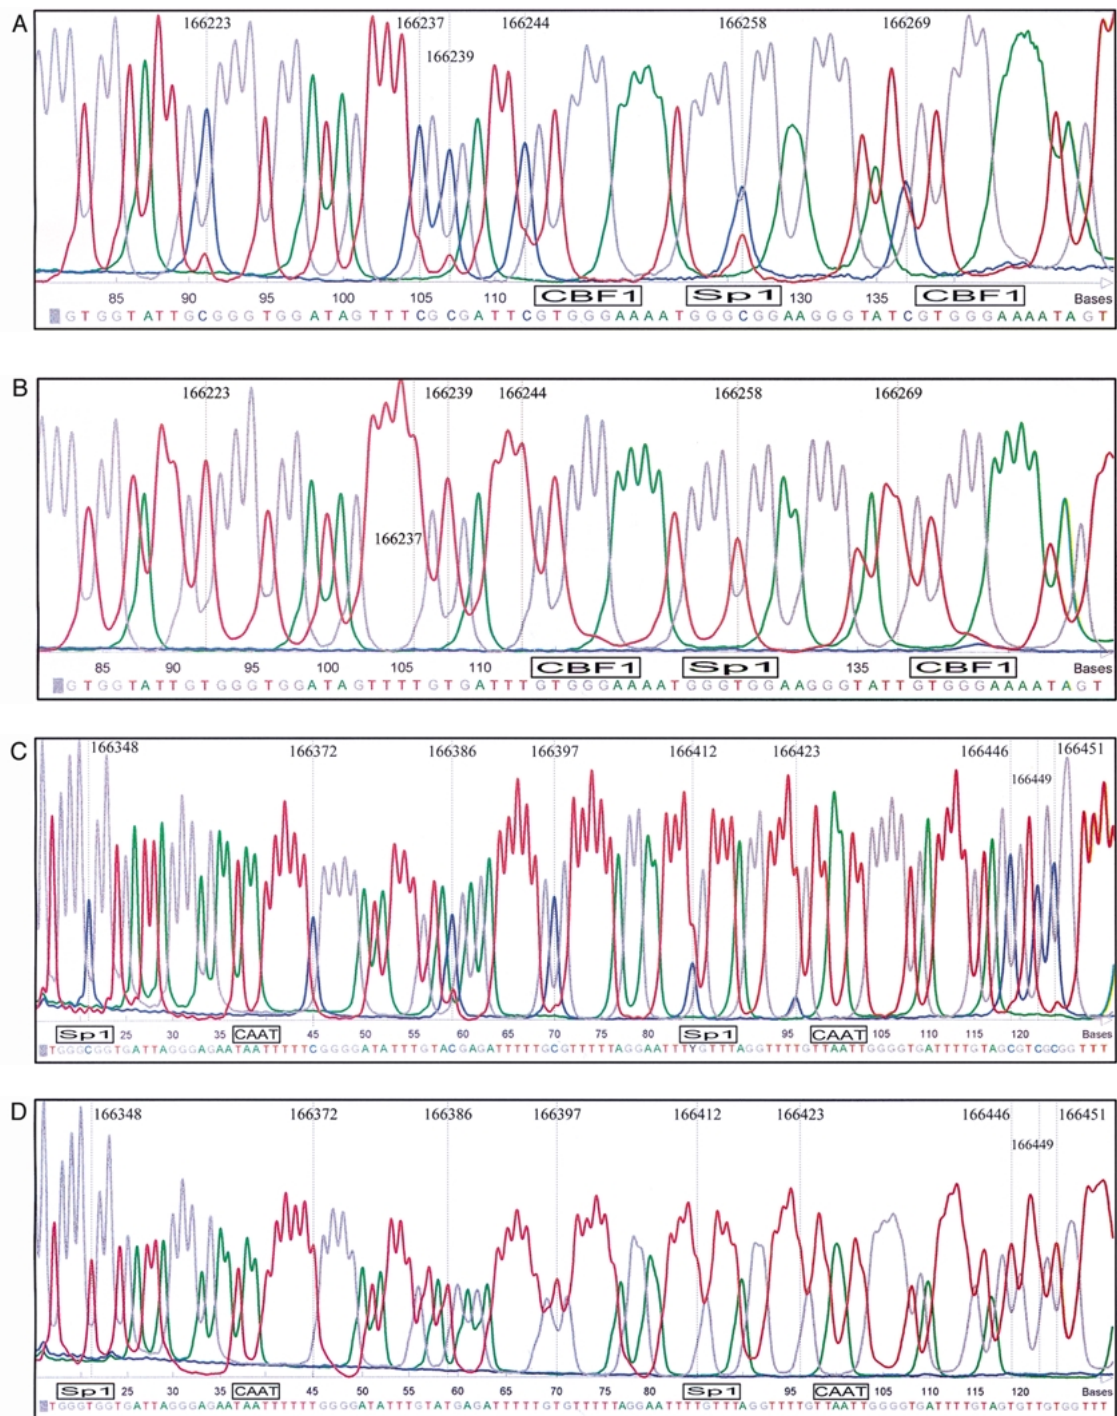 A
166223 166237 166244 166258 166269
166239
85 90 95 100 105 110 CBF1 Sp1 130 135 CBF1 Bases
GTGGTATTGCGGGTGGATAGTTTCGCGATTCGTGGGAAAATGGGCGGAAGGGTATCGTGGGAAAATAGT
B
166223 166239 166244 166258 166269
166237
85 90 95 100 105 110 CBF1 Sp1 135 CBF1 Bases
GTGGTATTGTGGGTGGATAGTTTTGTGATTTGTGGGAAAATGGGTGGAAGGGTATTGTGGGAAAATAGT
C
166348 166372 166386 166397 166412 166423 166446 166451
166449
Sp1 25 30 35 CAAT 45 50 55 60 65 70 75 80 Sp1 95 CAAT 105 110 115 120 Bases
TGGGCGGTGATTAGGGAGAATAATTTTTCGGGGATATTTGTACGAGATTTTTGCGTTTTTAGGAATTTYGTTTAGGTTTTGTTAATTGGGGTGATTTTGTAGCGTCGCGGTTT
D
166348 166372 166386 166397 166412 166423 166446 166451
166449
Sp1 25 30 35 CAAT 45 50 55 60 65 70 75 80 Sp1 95 CAAT 105 110 115 120 Bases
TGGGTGGTGATTAGGGAGAATAATTTTTTGGGGATATTTGTATGAGATTTTTGTGTTTTTAGGAATTTTGTTTAGGTTTTGTTAATTGGGGTGATTTTGTAGTGTTGTGGTTT